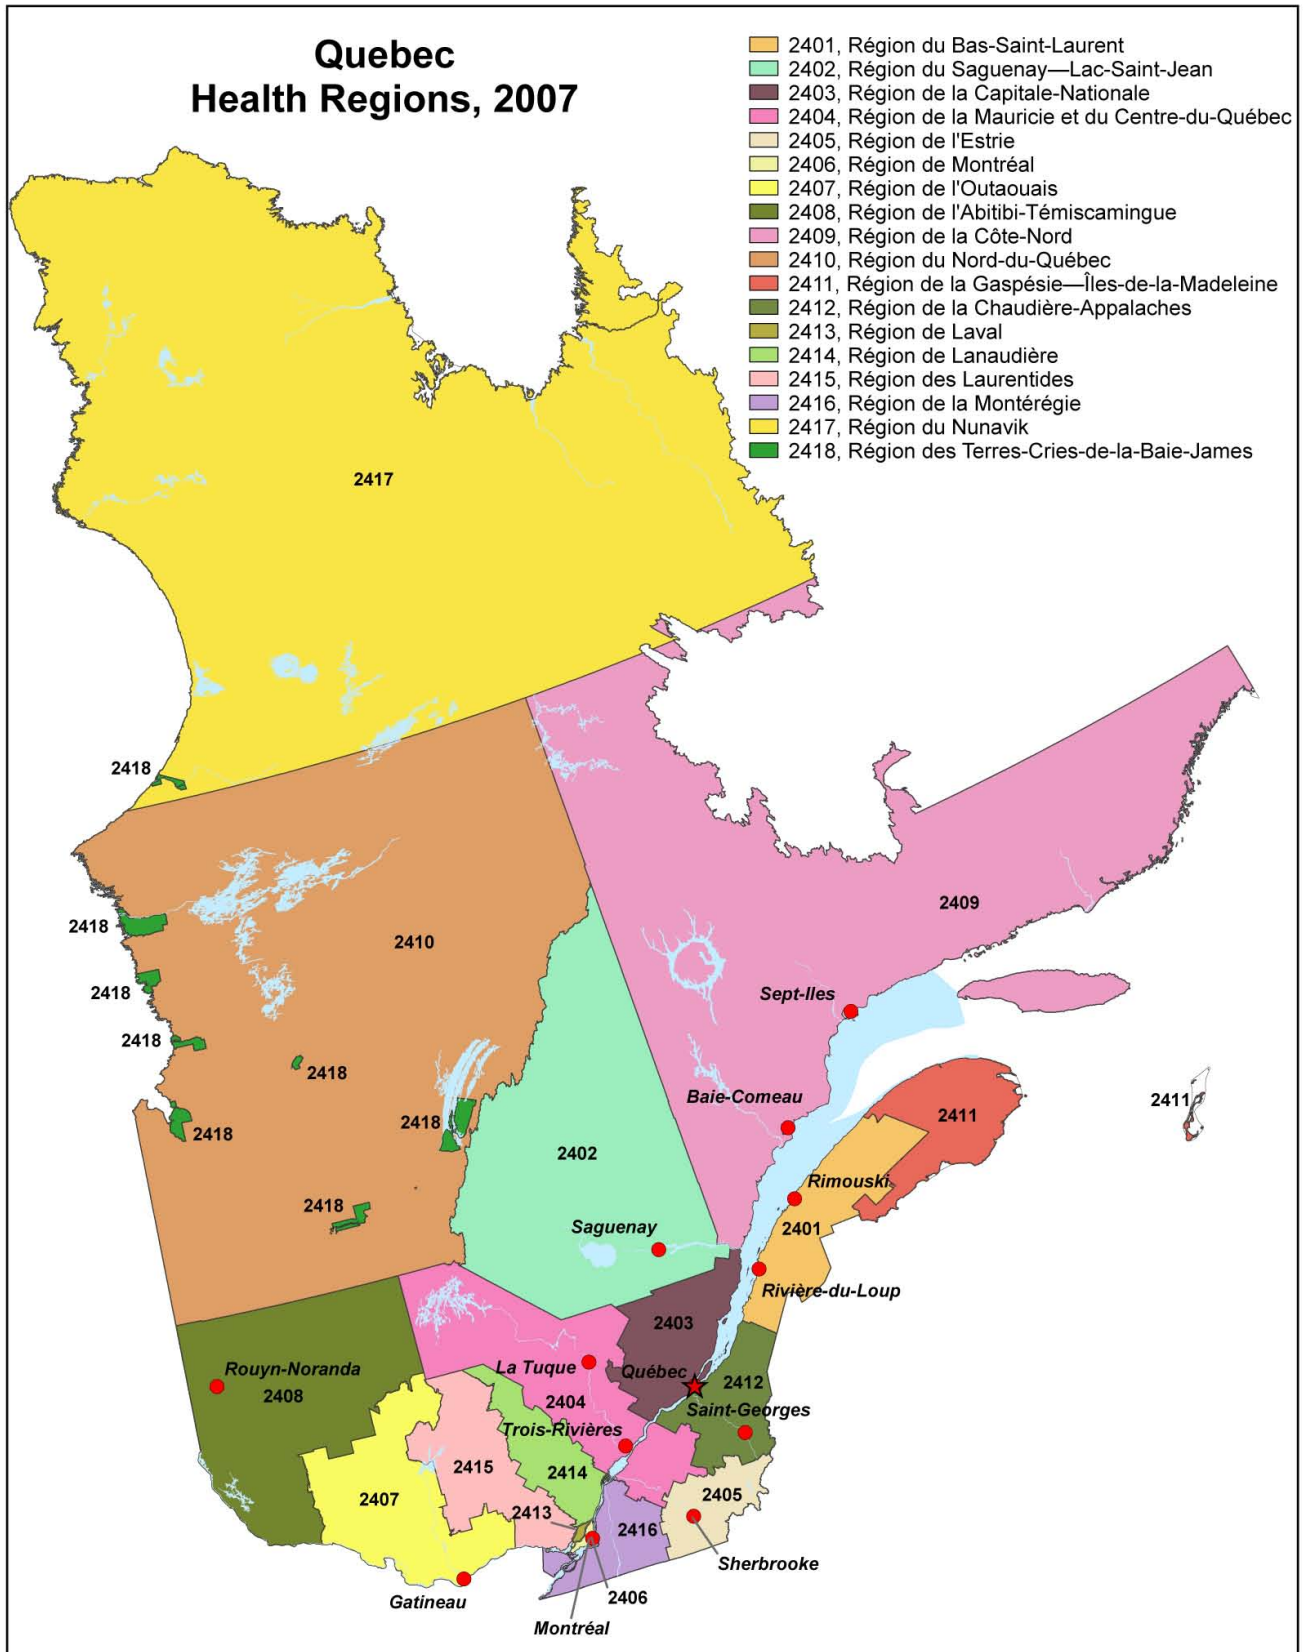 Quebec
Health Regions, 2007
2401, Région du Bas-Saint-Laurent
2402, Région du Saguenay—Lac-Saint-Jean
2403, Région de la Capitale-Nationale
2404, Région de la Mauricie et du Centre-du-Québec
2405, Région de l'Estrie
2406, Région de Montréal
2407, Région de l'Outaouais
2408, Région de l'Abitibi-Témiscamingue
2409, Région de la Côte-Nord
2410, Région du Nord-du-Québec
2411, Région de la Gaspésie—Îles-de-la-Madeleine
2412, Région de la Chaudière-Appalaches
2413, Région de Laval
2414, Région de Lanaudière
2415, Région des Laurentides
2416, Région de la Montérégie
2417, Région du Nunavik
2418, Région des Terres-Cries-de-la-Baie-James
2417
2418
2409
2418
2410
2418
Sept-Iles
2418
2418
Baie-Comeau
2411
2411
2418
2418
2402
Rimouski
2418
Saguenay
2401
Rivière-du-Loup
2403
Rouyn-Noranda
La Tuque
Québec
2412
2408
2404
Saint-Georges
Trois-Rivières
2415
2414
2407
2405
2413
2416
Sherbrooke
Gatineau
2406
Montréal